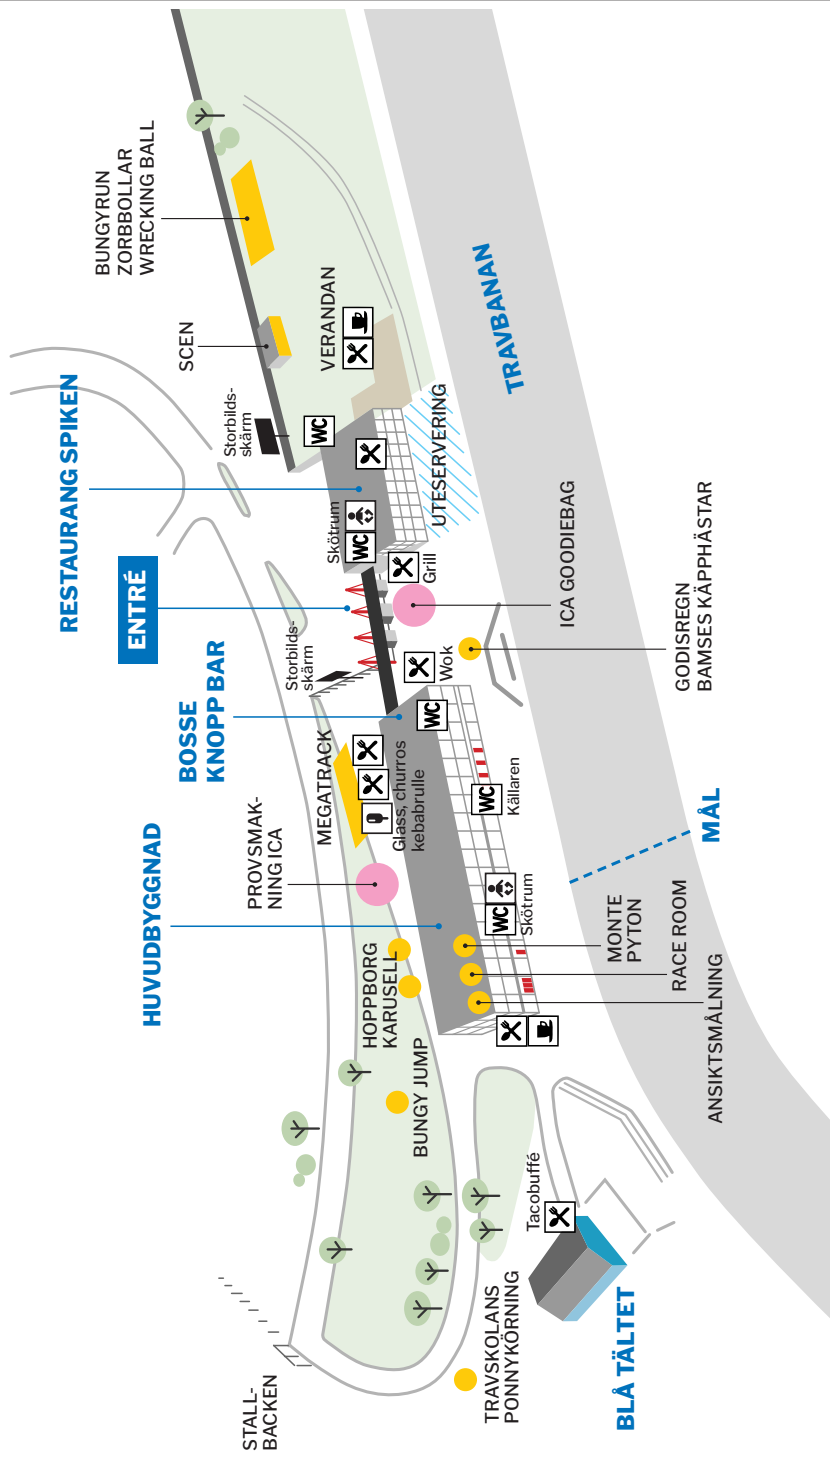 BUNGYRUN
ZORBBOLLAR
WRECKING BALL
SCEN
VERANDAN
TRAVBANAN
RESTAURANG SPIKEN
Storbilds-
skärm
WC
UTESERVERING
Skötrum
WC
Grill
ENTRÉ
ICA GOODIEBAG
GODISREGN
BAMSES KÄPPHÄSTAR
Storbilds-
skärm
Wok
BOSSE
KNOPP BAR
WC
MEGATRACK
Glass, churros
kebabrulle
WC
Källaren
MÅL
PROVSMAK-
NING ICA
HUVUDBYGGNAD
WC
Skötrum
MONTE
PYTON
RACE ROOM
ANSIKTSMÅLNING
HOPPBORG
KARUSELL
BUNGY JUMP
Tacobuffé
BLÅ TÄLTET
TRAVSKOLANS
PONNYKÖRNING
STALL-
BACKEN